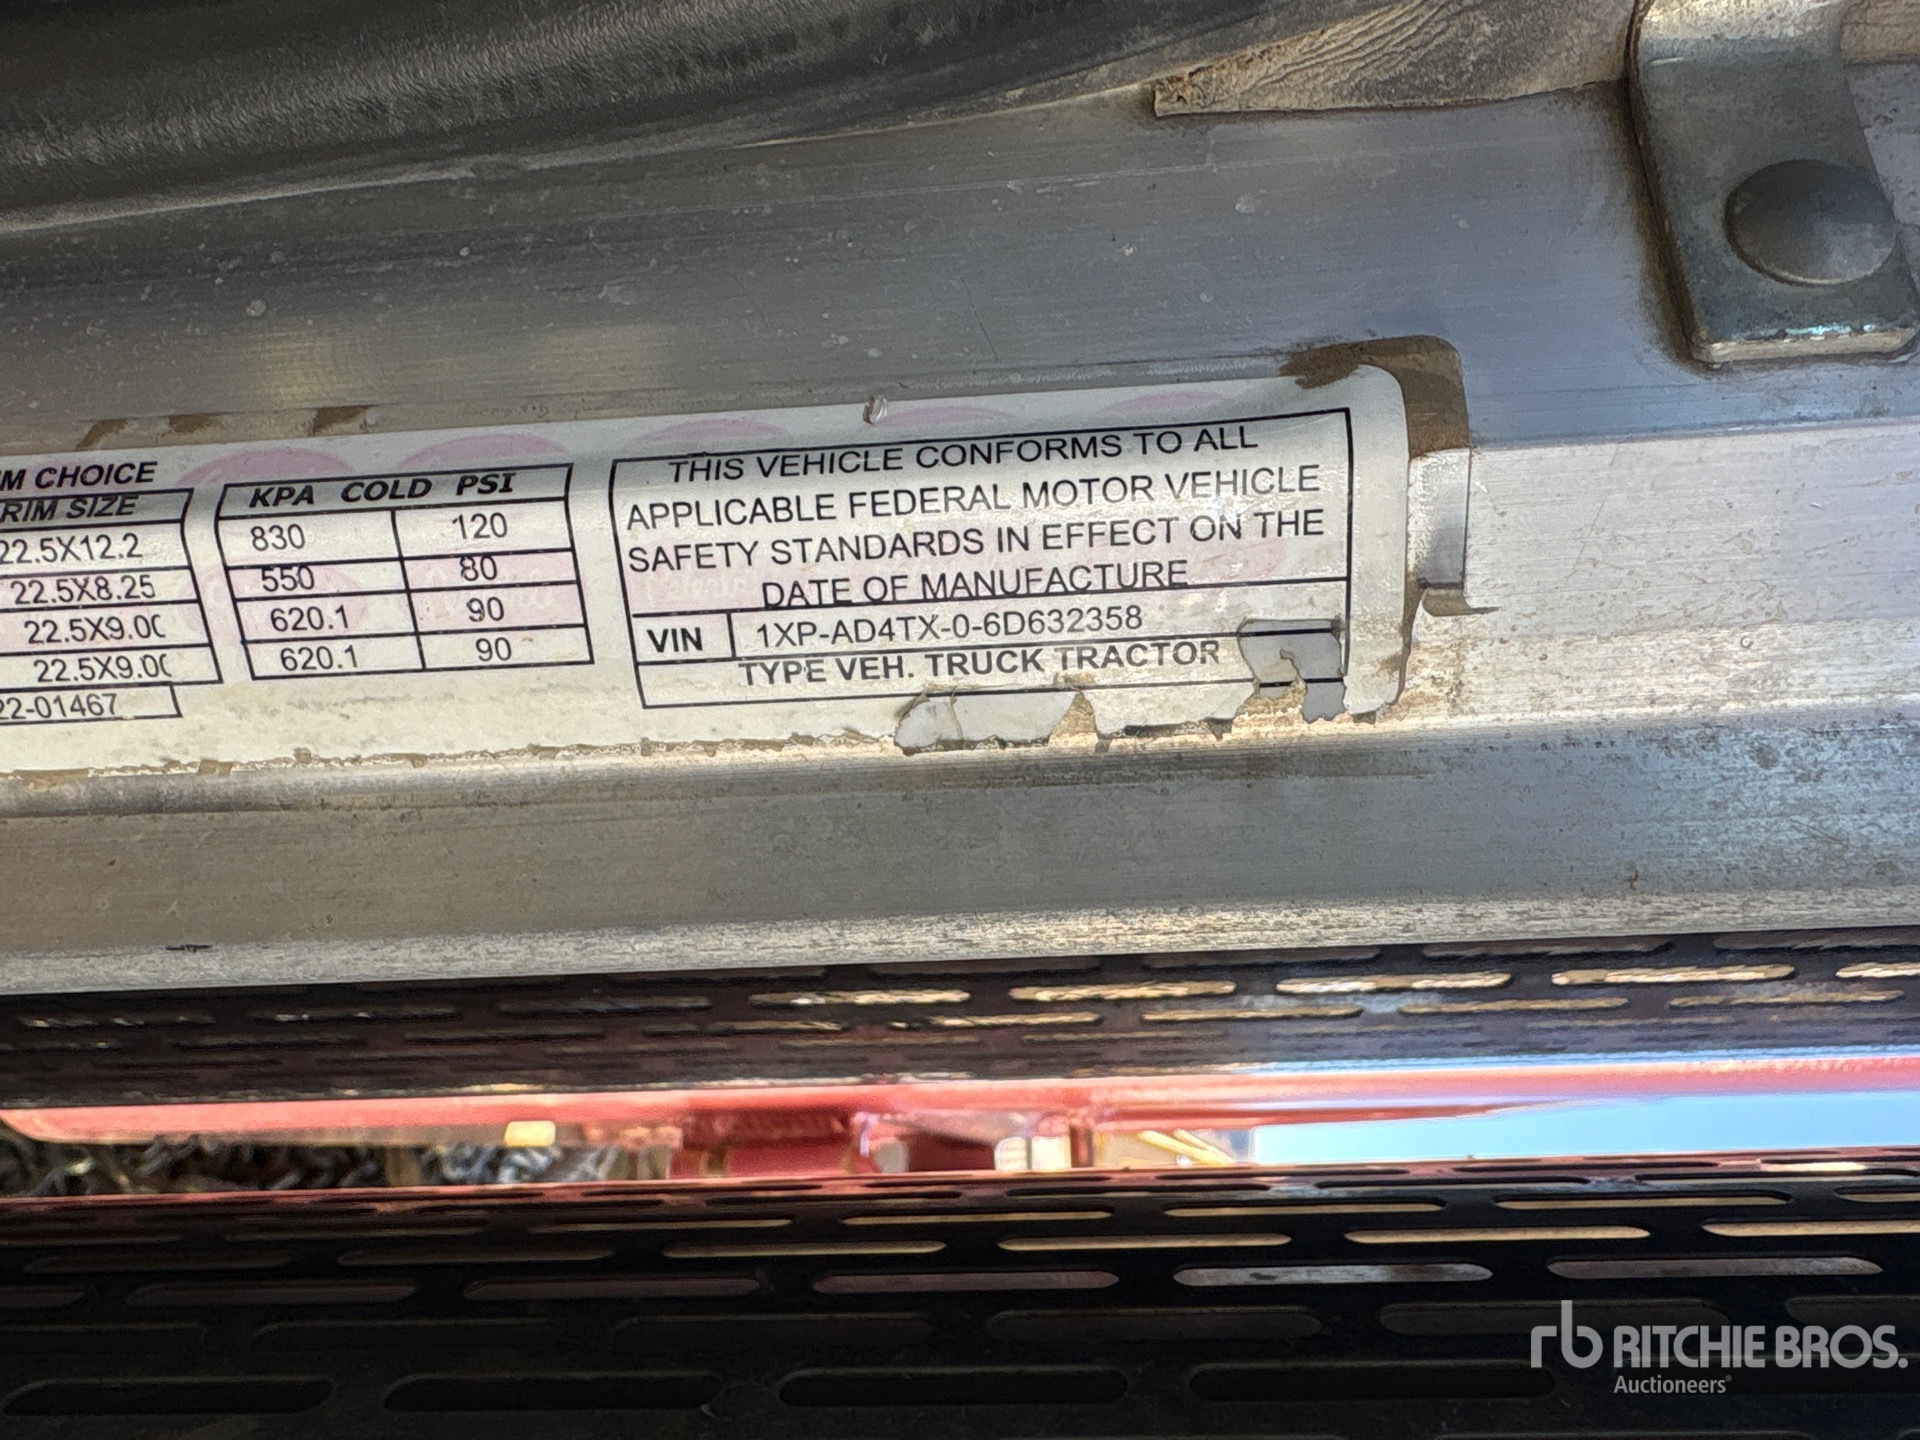 M CHOICE
RIM SIZE
22.5X12.2
22.5X8.25
22.5X9.00
22.5X9.00
22-01467
KPA COLD PSI
830 120
550 80
620.1 90
620.1 90
THIS VEHICLE CONFORMS TO ALL
APPLICABLE FEDERAL MOTOR VEHICLE
SAFETY STANDARDS IN EFFECT ON THE
DATE OF MANUFACTURE
VIN 1XP-AD4TX-0-6D632358
TYPE VEH. TRUCK TRACTOR
rb RITCHIE BROS.
Auctioneers